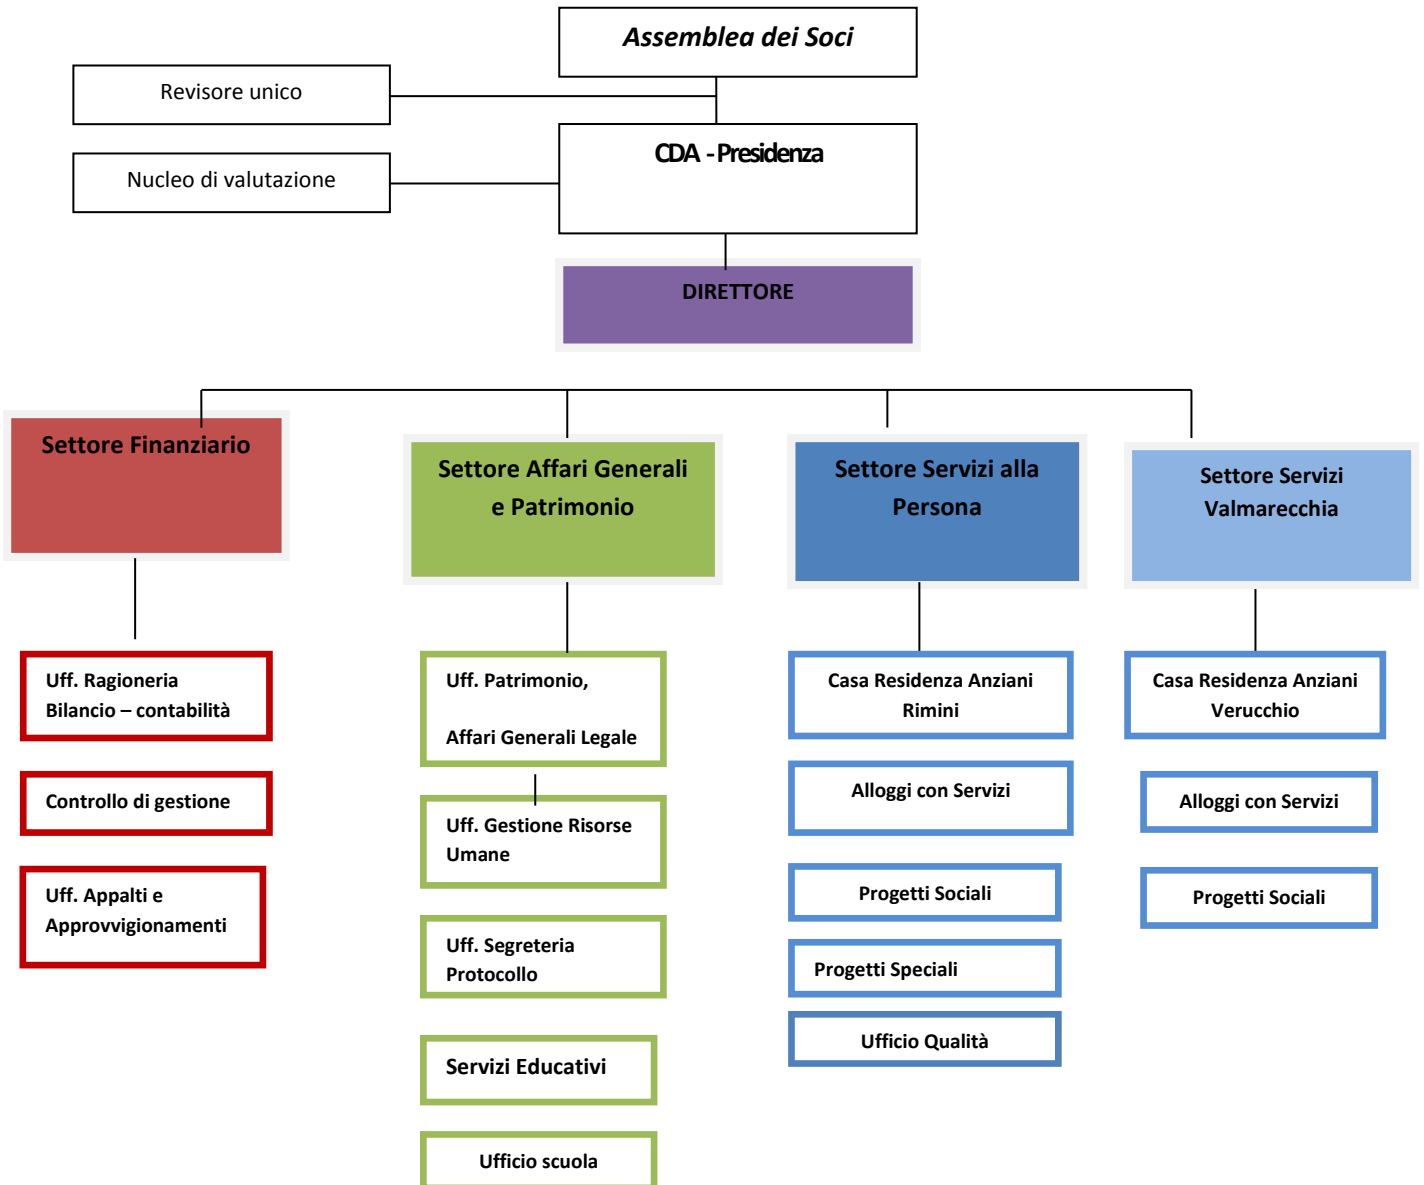 Assemblea dei Soci
Revisore unico
CDA - Presidenza
Nucleo di valutazione
DIRETTORE
Settore Finanziario
Settore Affari Generali
e Patrimonio
Settore Servizi alla
Persona
Settore Servizi
Valmarecchia
Uff. Ragioneria
Bilancio – contabilità
Controllo di gestione
Uff. Appalti e
Approvvigionamenti
Uff. Patrimonio,
Affari Generali Legale
Uff. Gestione Risorse
Umane
Uff. Segreteria
Protocollo
Servizi Educativi
Ufficio scuola
Casa Residenza Anziani
Rimini
Alloggi con Servizi
Progetti Sociali
Progetti Speciali
Ufficio Qualità
Casa Residenza Anziani
Verucchio
Alloggi con Servizi
Progetti Sociali